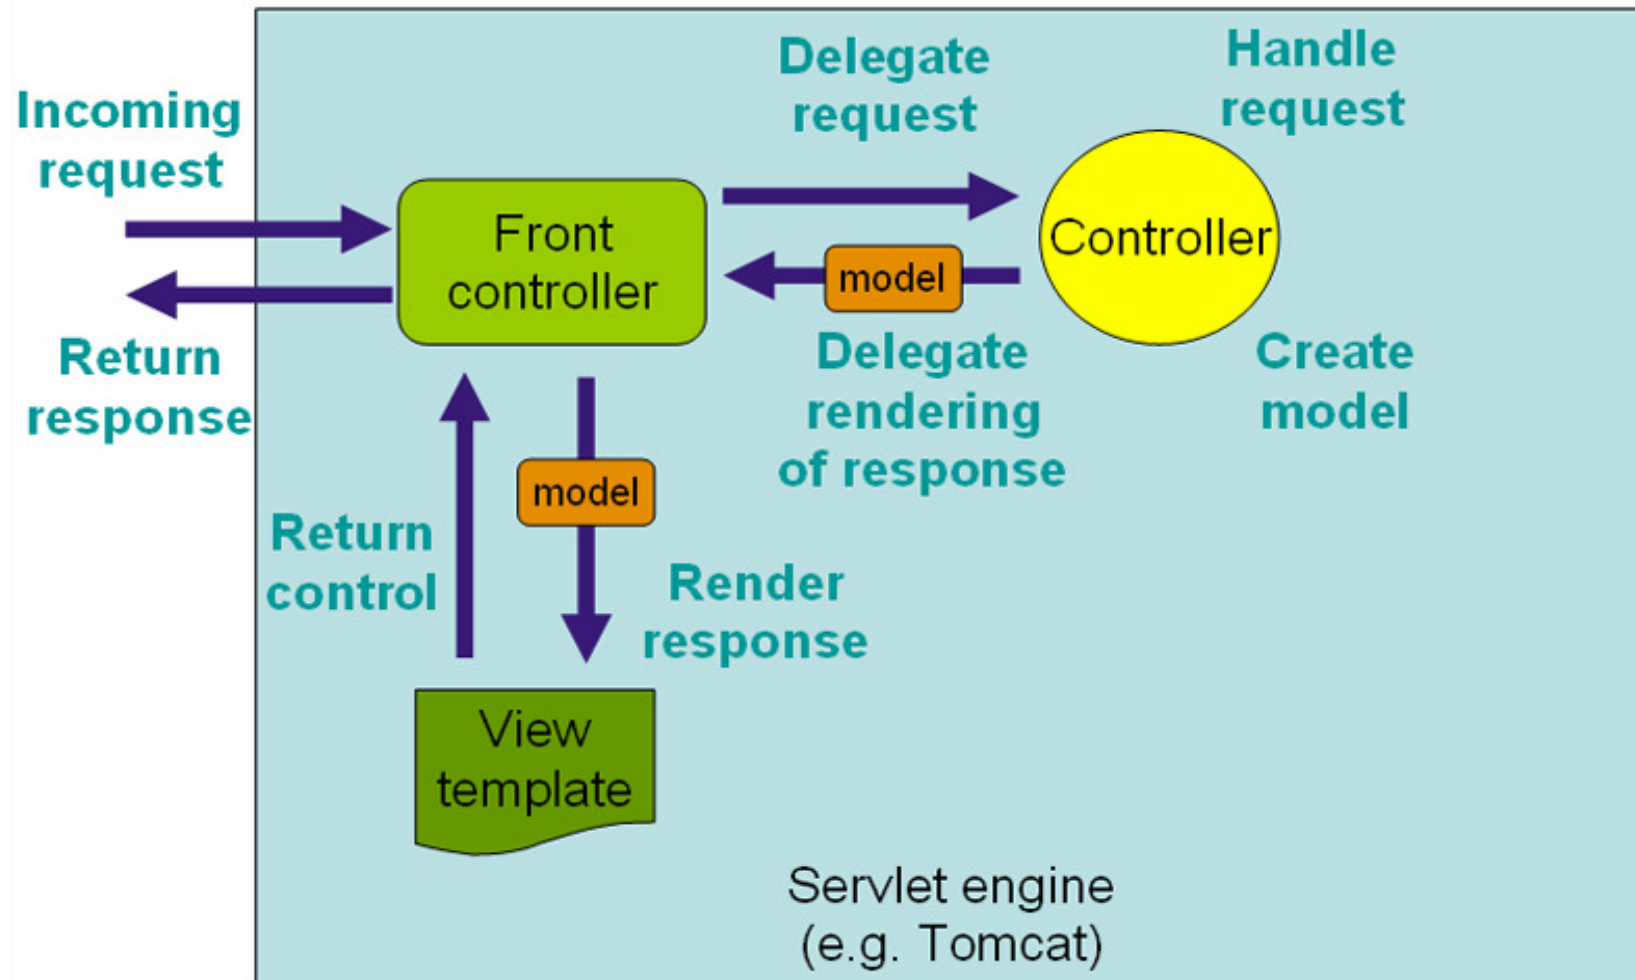 Incoming
request
Return
response
Front
controller
Delegate
request
Handle
request
Controller
model
Delegate
rendering
of response
Create
model
Return
control
model
Render
response
View
template
Servlet engine
(e.g. Tomcat)